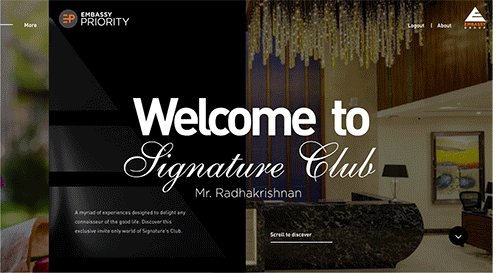 More
EMBASSY
PRIORITY
Logout | About
EMBASSY
GROUP
Welcome to
Signature Club
Mr. Radhakrishnan
A myriad of experiences designed to delight any
connoisseur of the good life. Discover this
exclusive invite only world of Signature's Club.
Scroll to discover